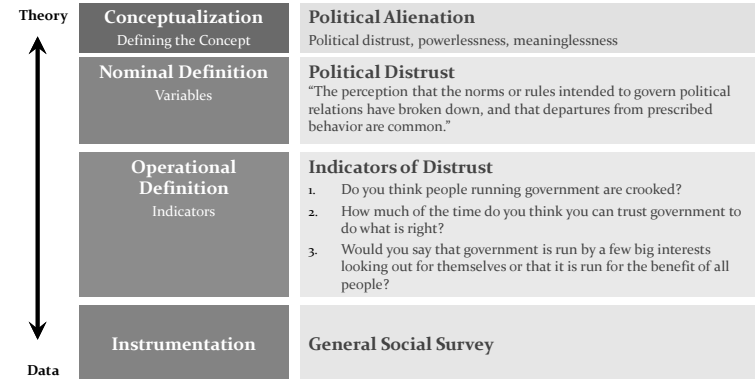 Theory
Conceptualization
Defining the Concept
Political Alienation
Political distrust, powerlessness, meaninglessness
Nominal Definition
Variables
Political Distrust
“The perception that the norms or rules intended to govern political
relations have broken down, and that departures from prescribed
behavior are common.”
Operational
Definition
Indicators
Indicators of Distrust
1. Do you think people running government are crooked?
2. How much of the time do you think you can trust government to
do what is right?
3. Would you say that government is run by a few big interests
looking out for themselves or that it is run for the benefit of all
people?
Instrumentation
General Social Survey
Data